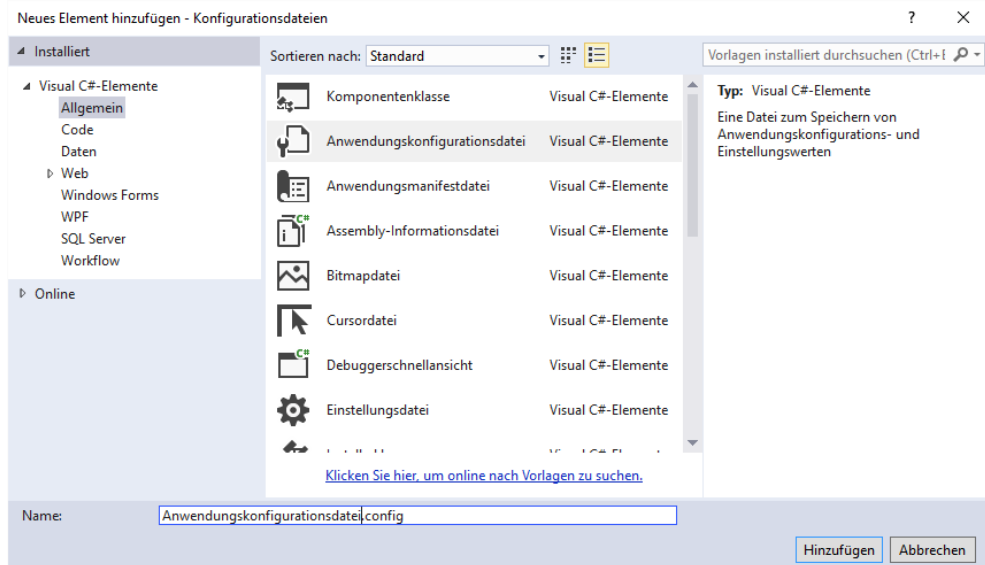 Neues Element hinzufügen - Konfigurationsdateien
?
Installiert
Sortieren nach: Standard
Vorlagen installiert durchsuchen (Ctrl+E
Visual C#-Elemente
Allgemein
Code
Daten
Web
Windows Forms
WPF
SQL Server
Workflow
Online
Komponentenklasse Visual C#-Elemente
Anwendungskonfigurationsdatei Visual C#-Elemente
Anwendungsmanifestdatei Visual C#-Elemente
Assembly-Informationsdatei Visual C#-Elemente
Bitmapdatei Visual C#-Elemente
Cursordatei Visual C#-Elemente
Debuggerschnellansicht Visual C#-Elemente
Einstellungsdatei Visual C#-Elemente
Klicken Sie hier, um online nach Vorlagen zu suchen.
Typ: Visual C#-Elemente
Eine Datei zum Speichern von
Anwendungskonfigurations- und
Einstellungswerten
Name: Anwendungskonfigurationsdatei.config
Hinzufügen Abbrechen